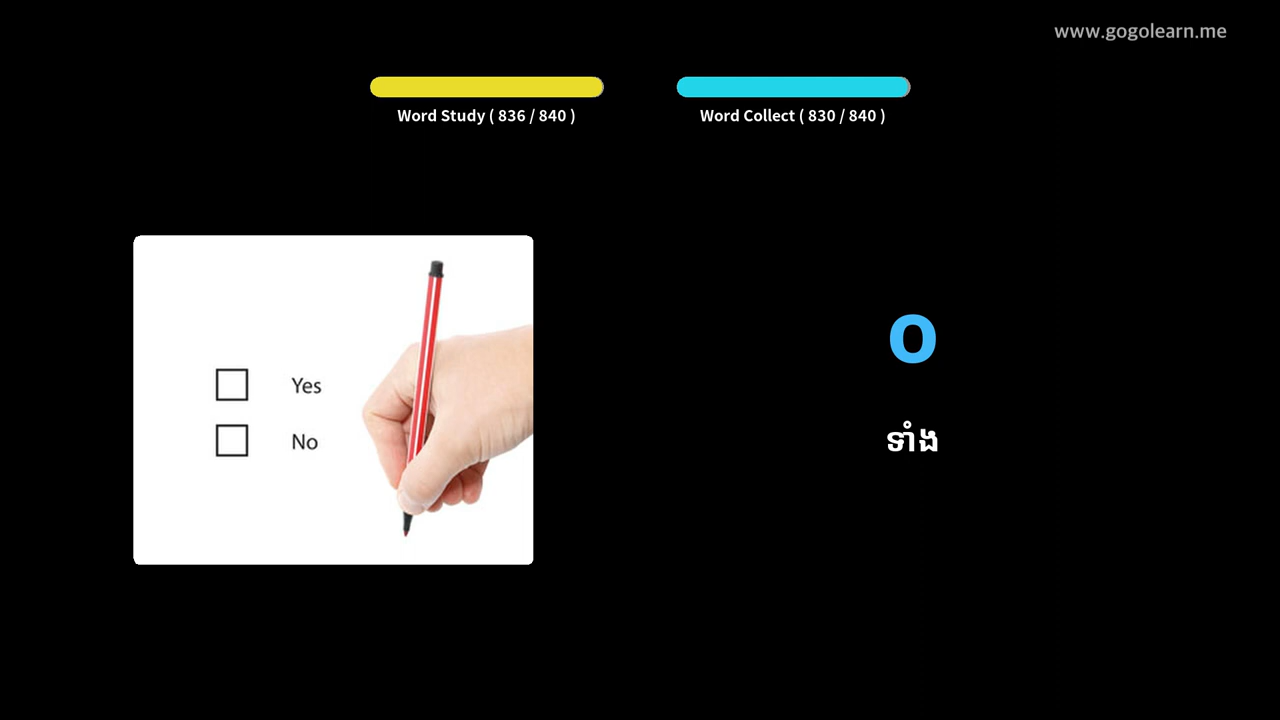 www.gogolearn.me
Word Study ( 836 / 840 )
Word Collect ( 830 / 840 )
Yes
No
o
ទាំង